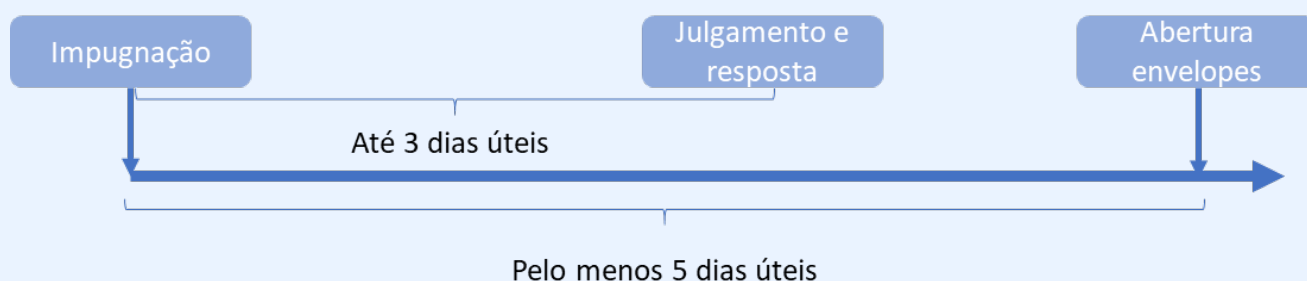 Impugnação
Julgamento e
resposta
Abertura
envelopes
Até 3 dias úteis
Pelo menos 5 dias úteis